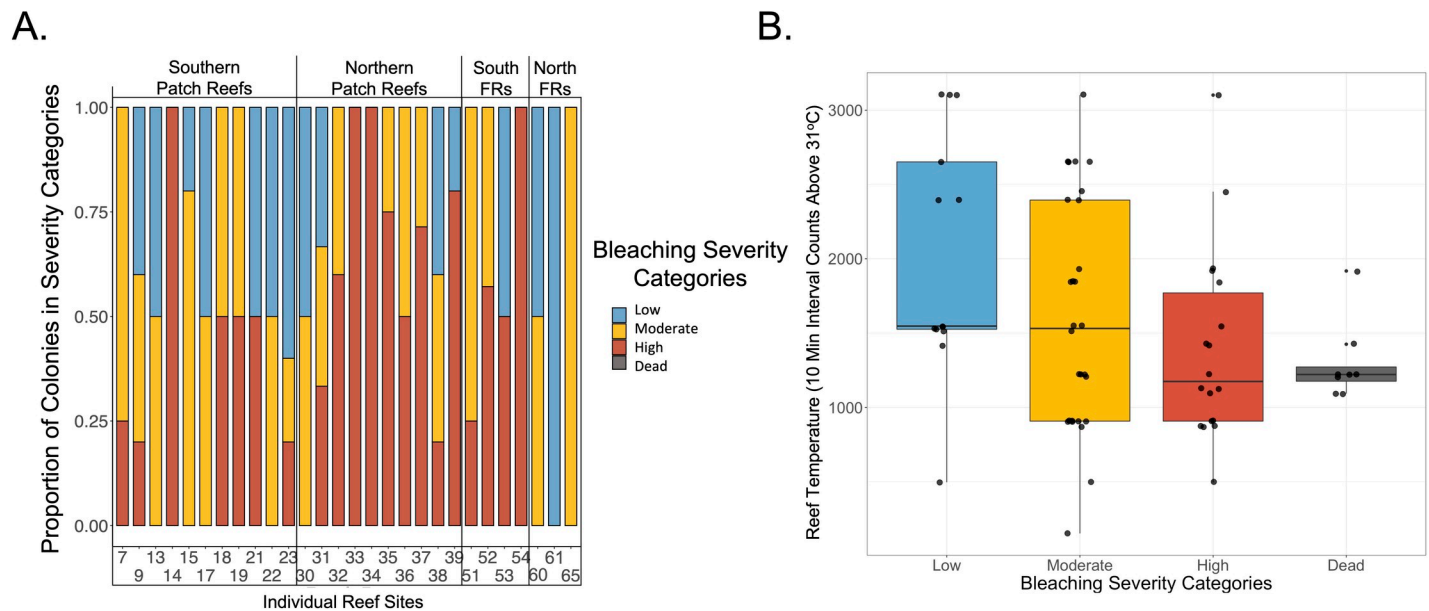 A.
Southern
Patch Reefs
Northern
Patch Reefs
South
FRs
North
FRs
Proportion of Colonies in Severity Categories
1.00
0.75
0.50
0.25
0.00
7 13 15 18 21 23 31 33 35 37 39 52 54 61
9 14 17 19 22 30 32 34 36 38 51 53 60 65
Individual Reef Sites
Bleaching Severity
Categories
Low
Moderate
High
Dead
B.
Reef Temperature (10 Min Interval Counts Above 31°C)
3000
2000
1000
Low Moderate High Dead
Bleaching Severity Categories